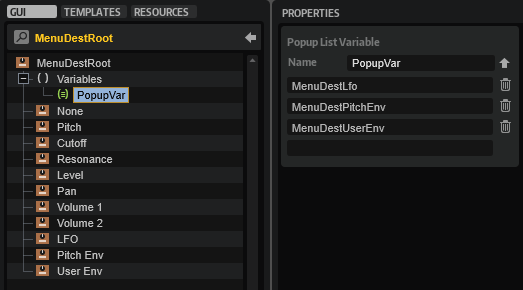 GUI TEMPLATES RESOURCES
MenuDestRoot
MenuDestRoot
( ) Variables
(≡) PopupVar
None
Pitch
Cutoff
Resonance
Level
Pan
Volume 1
Volume 2
LFO
Pitch Env
User Env
PROPERTIES
Popup List Variable
Name PopupVar
MenuDestLfo
MenuDestPitchEnv
MenuDestUserEnv